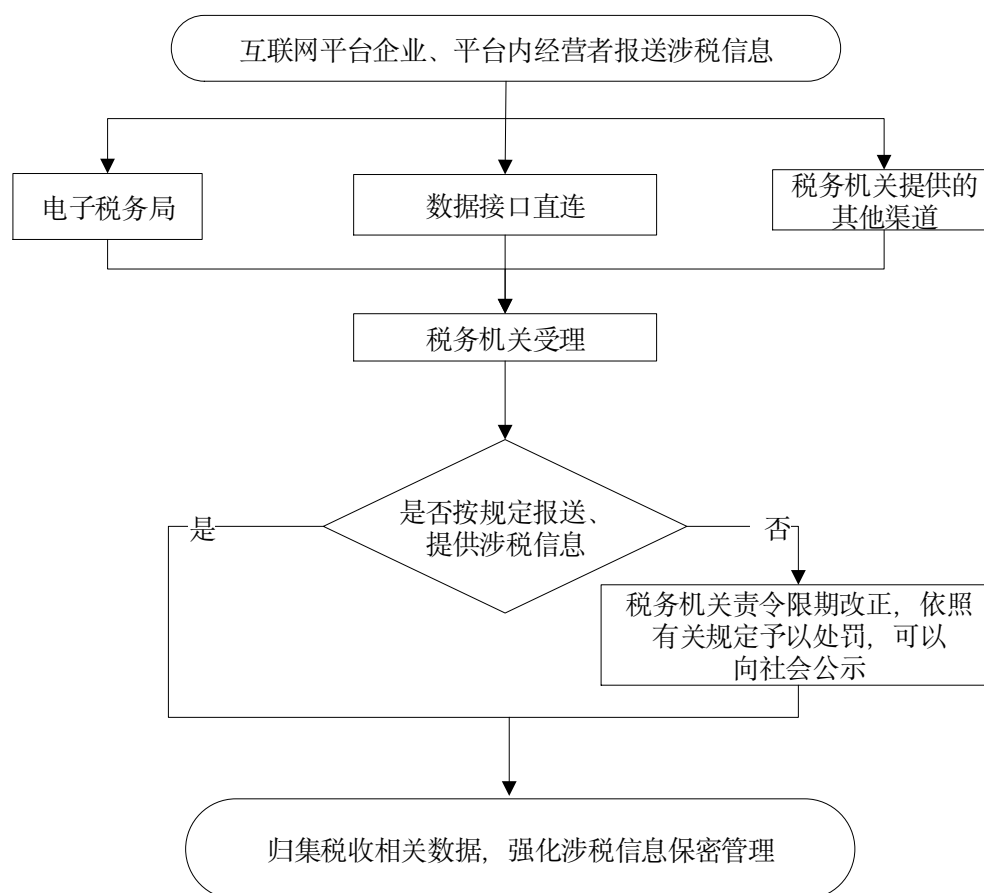 互联网平台企业、平台内经营者报送涉税信息
电子税务局
数据接口直连
税务机关提供的
其他渠道
税务机关受理
是否按规定报送、
提供涉税信息
是
否
税务机关责令限期改正，依照
有关规定予以处罚，可以
向社会公示
归集税收相关数据，强化涉税信息保密管理